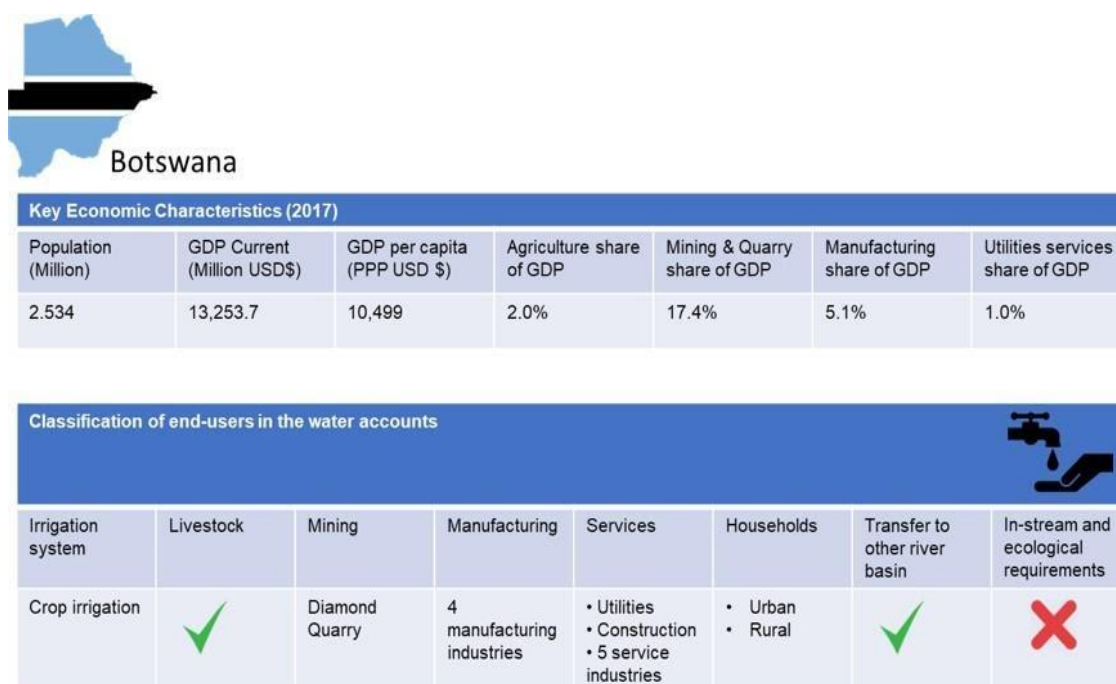 Botswana
Key Economic Characteristics (2017)
Population
(Million)
GDP Current
(Million USD$)
GDP per capita
(PPP USD $)
Agriculture share
of GDP
Mining & Quarry
share of GDP
Manufacturing
share of GDP
Utilities services
share of GDP
2.534
13,253.7
10,499
2.0%
17.4%
5.1%
1.0%
Classification of end-users in the water accounts
Irrigation
system
Livestock
Mining
Manufacturing
Services
Households
Transfer to
other river
basin
In-stream and
ecological
requirements
Crop irrigation
Diamond
Quarry
4
manufacturing
industries
• Utilities
• Construction
• 5 service
industries
• Urban
• Rural